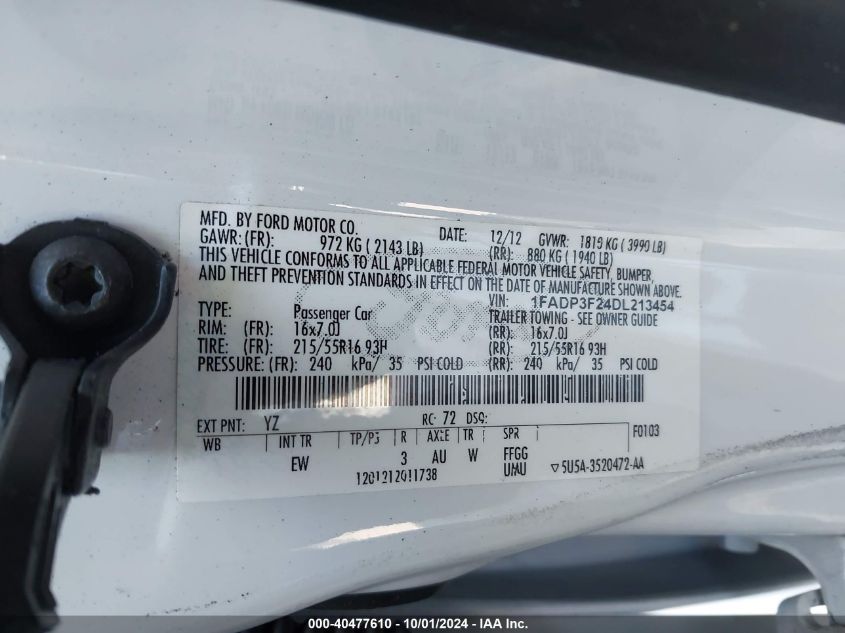 MFD. BY FORD MOTOR CO. DATE: 12/12 GVWR: 1810 KG ( 3990 LB)
GAWR: (FR): 972 KG ( 2143 LB) (RR): 880 KG ( 1940 LB)
THIS VEHICLE CONFORMS TO ALL APPLICABLE FEDERAL MOTOR VEHICLE SAFETY, BUMPER,
AND THEFT PREVENTION STANDARDS IN EFFECT ON THE DATE OF MANUFACTURE SHOWN ABOVE.
VIN: 1FADP3F24DL213454
TYPE: Passenger Car TRAILER TOWING - SEE OWNER GUIDE
RIM: (FR): 16x7.0J (RR): 16x7.0J
TIRE: (FR): 215/55R16 93H (RR): 215/55R16 93H
PRESSURE: (FR): 240 kPa/ 35 PSI COLD (RR): 240 kPa/ 35 PSI COLD
EXT PNT: YZ RC: 72 DSO: F0103
WB INT TR TP/PS R AXLE TR SPR
EW 3 AU W FFGG
UMU
1201212011738 ▽ 5U5A-3520472-AA
000-40477610 - 10/01/2024 - IAA Inc.